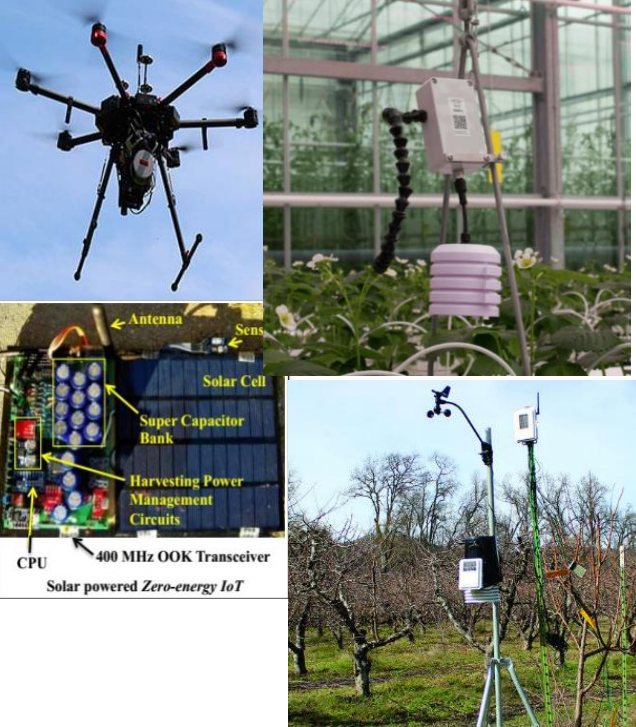 Antenna
Sens
Solar Cell
Super Capacitor
Bank
Harvesting Power
Management
Circuits
CPU
400 MHz OOK Transceiver
Solar powered Zero-energy IoT